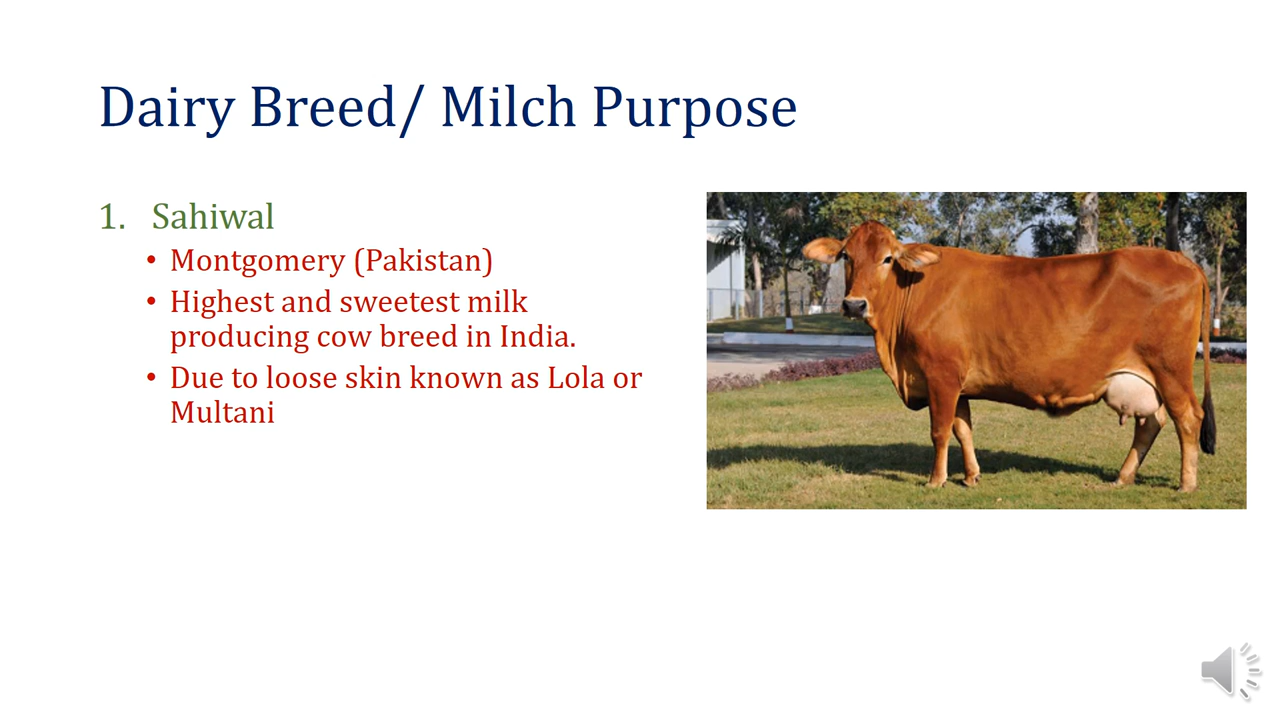 Dairy Breed/ Milch Purpose
1. Sahiwal
• Montgomery (Pakistan)
• Highest and sweetest milk
producing cow breed in India.
• Due to loose skin known as Lola or
Multani